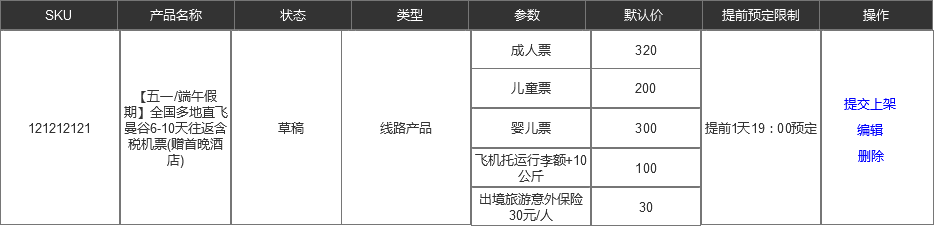 SKU 产品名称 状态 类型 参数 默认价 提前预定限制 操作
121212121
【五一/端午假
期】全国多地直飞
曼谷6-10天往返含
税机票(赠首晚酒
店)
草稿
线路产品
成人票 320
儿童票 200
婴儿票 300
飞机托运行李额+10
公斤
100
出境旅游意外保险
30元/人
30
提前1天19：00预定
提交上架
编辑
删除